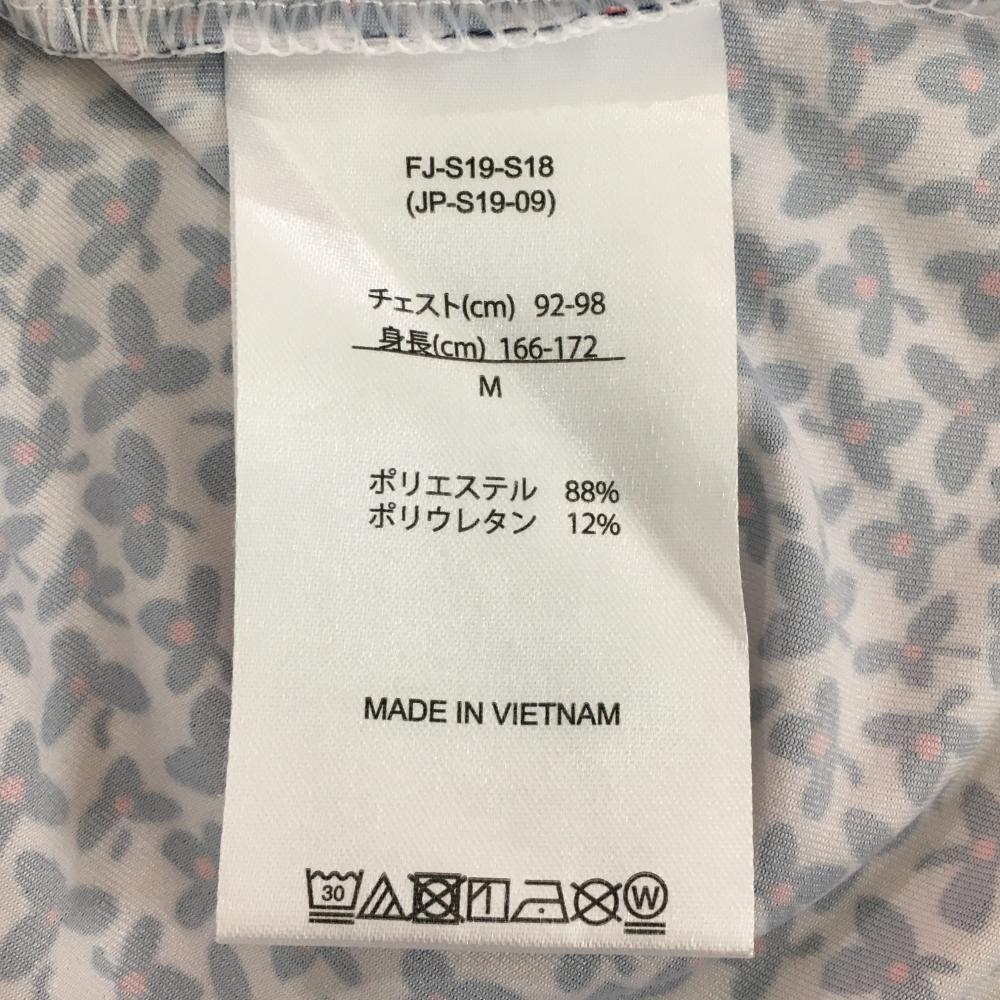 FJ-S19-S18
(JP-S19-09)
チェスト(cm) 92-98
身長(cm) 166-172
M
ポリエステル 88%
ポリウレタン 12%
MADE IN VIETNAM
30 W